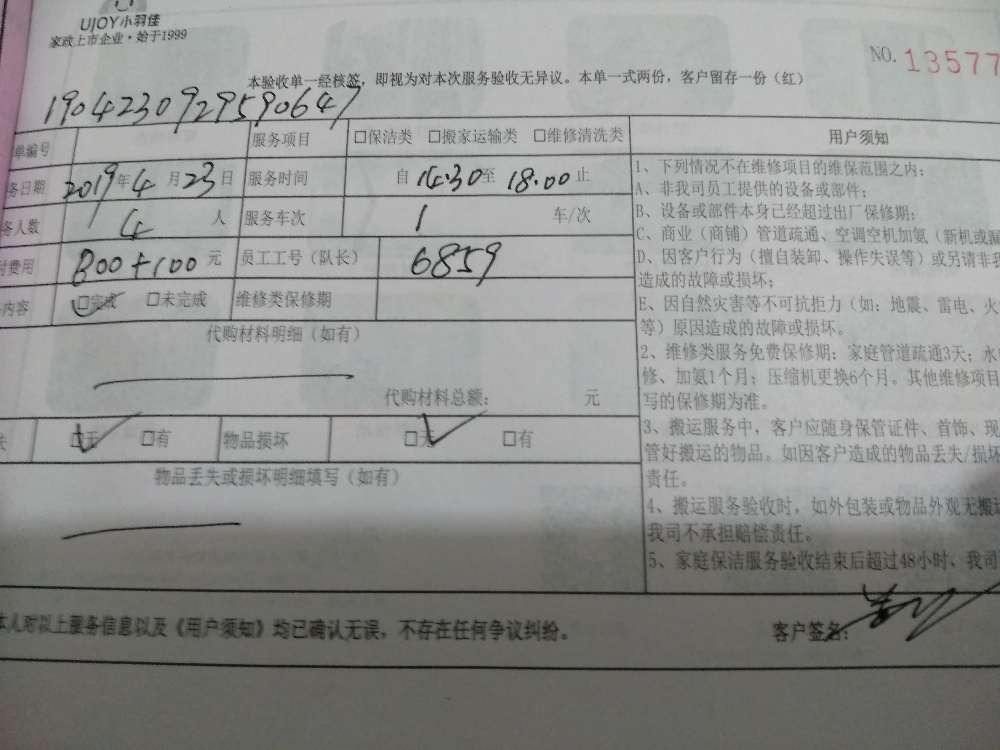 UJOY小羽佳
家政上市企业·始于1999
NO. 13577
本验收单一经核签，即视为对本次服务验收无异议。本单一式两份，客户留存一份（红）
190423092959064​7
单编号 服务项目 □保洁类 □搬家运输类 □维修清洗类
务日期 2019年4月23日 服务时间 自14:30至18:00止
务人数 4 人 服务车次 1 车/次
付费用 800+100元 员工工号（队长） 6859
内容 □完成 □未完成 维修类保修期
代购材料明细（如有）
代购材料总额： 元
失 □无 □有 物品损坏 □无 □有
物品丢失或损坏明细填写（如有）
用户须知
1、下列情况不在维修项目的维保范围之内：
A、非我司员工提供的设备或部件；
B、设备或部件本身已经超过出厂保修期；
C、商业（商铺）管道疏通、空调空机加氨（新机或漏
D、因客户行为（擅自装卸、操作失误等）或另请非我
造成的故障或损坏；
E、因自然灾害等不可抗拒力（如：地震、雷电、火
等）原因造成的故障或损坏。
2、维修类服务免费保修期：家庭管道疏通3天；水
修、加氨1个月；压缩机更换6个月。其他维修项目
写的保修期为准。
3、搬运服务中，客户应随身保管证件、首饰、现
管好搬运的物品。如因客户造成的物品丢失/损坏
责任。
4、搬运服务验收时，如外包装或物品外观无搬运
我司不承担赔偿责任。
5、家庭保洁服务验收结束后超过48小时，我司
本人对以上服务信息以及《用户须知》均已确认无误，不存在任何争议纠纷。 客户签名：